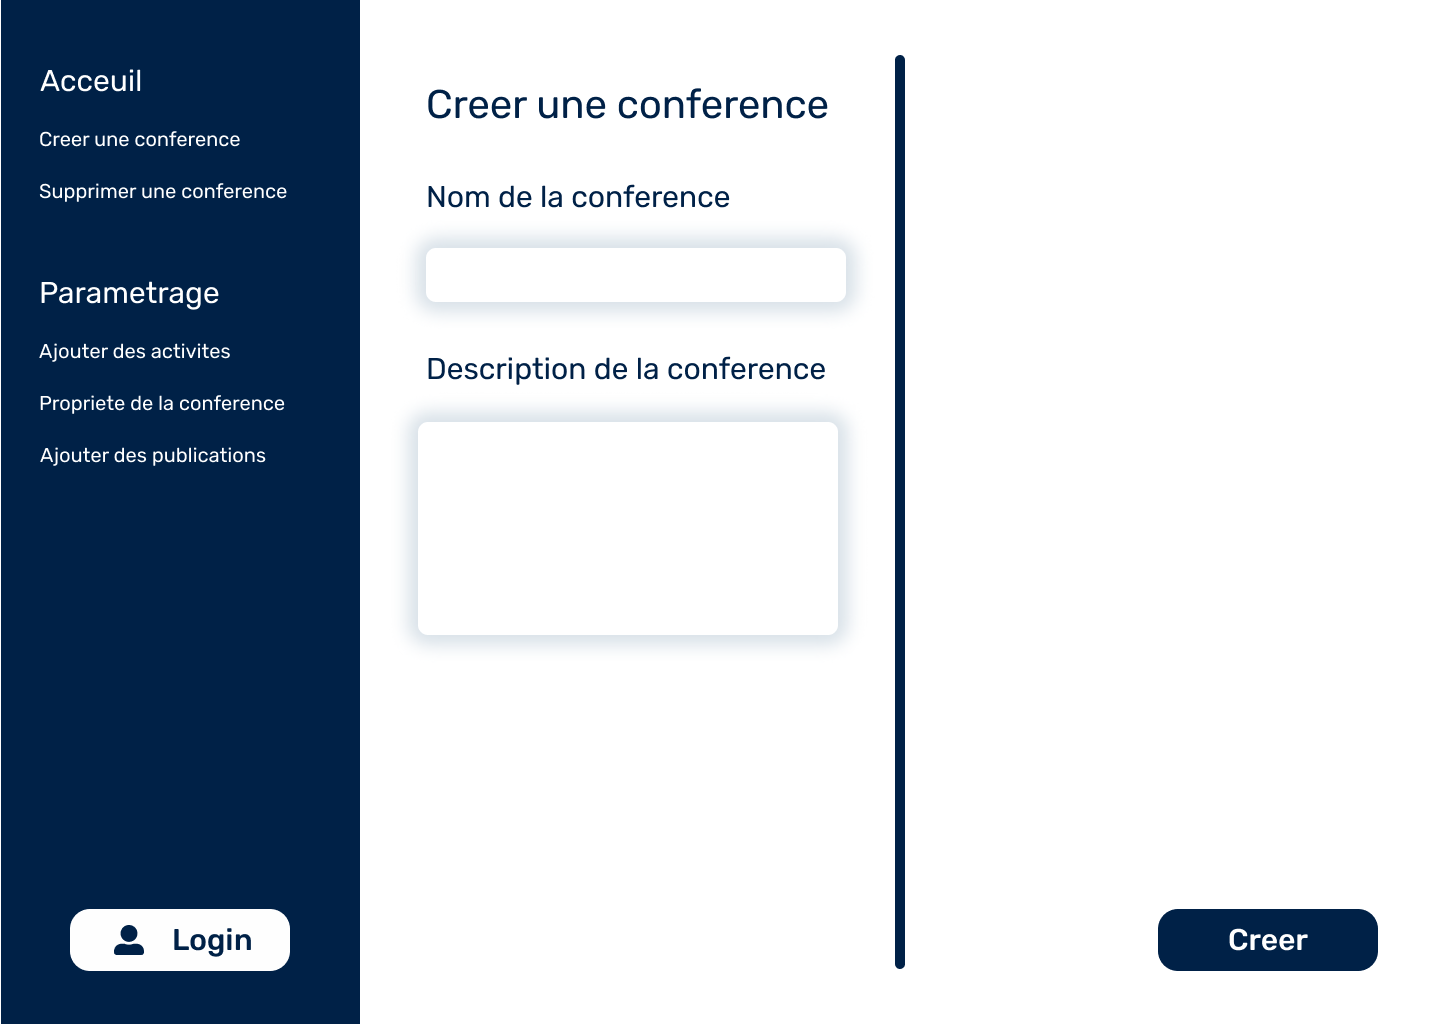 Acceuil
Creer une conference
Supprimer une conference
Parametrage
Ajouter des activites
Propriete de la conference
Ajouter des publications
Login
Creer une conference
Nom de la conference
Description de la conference
Creer